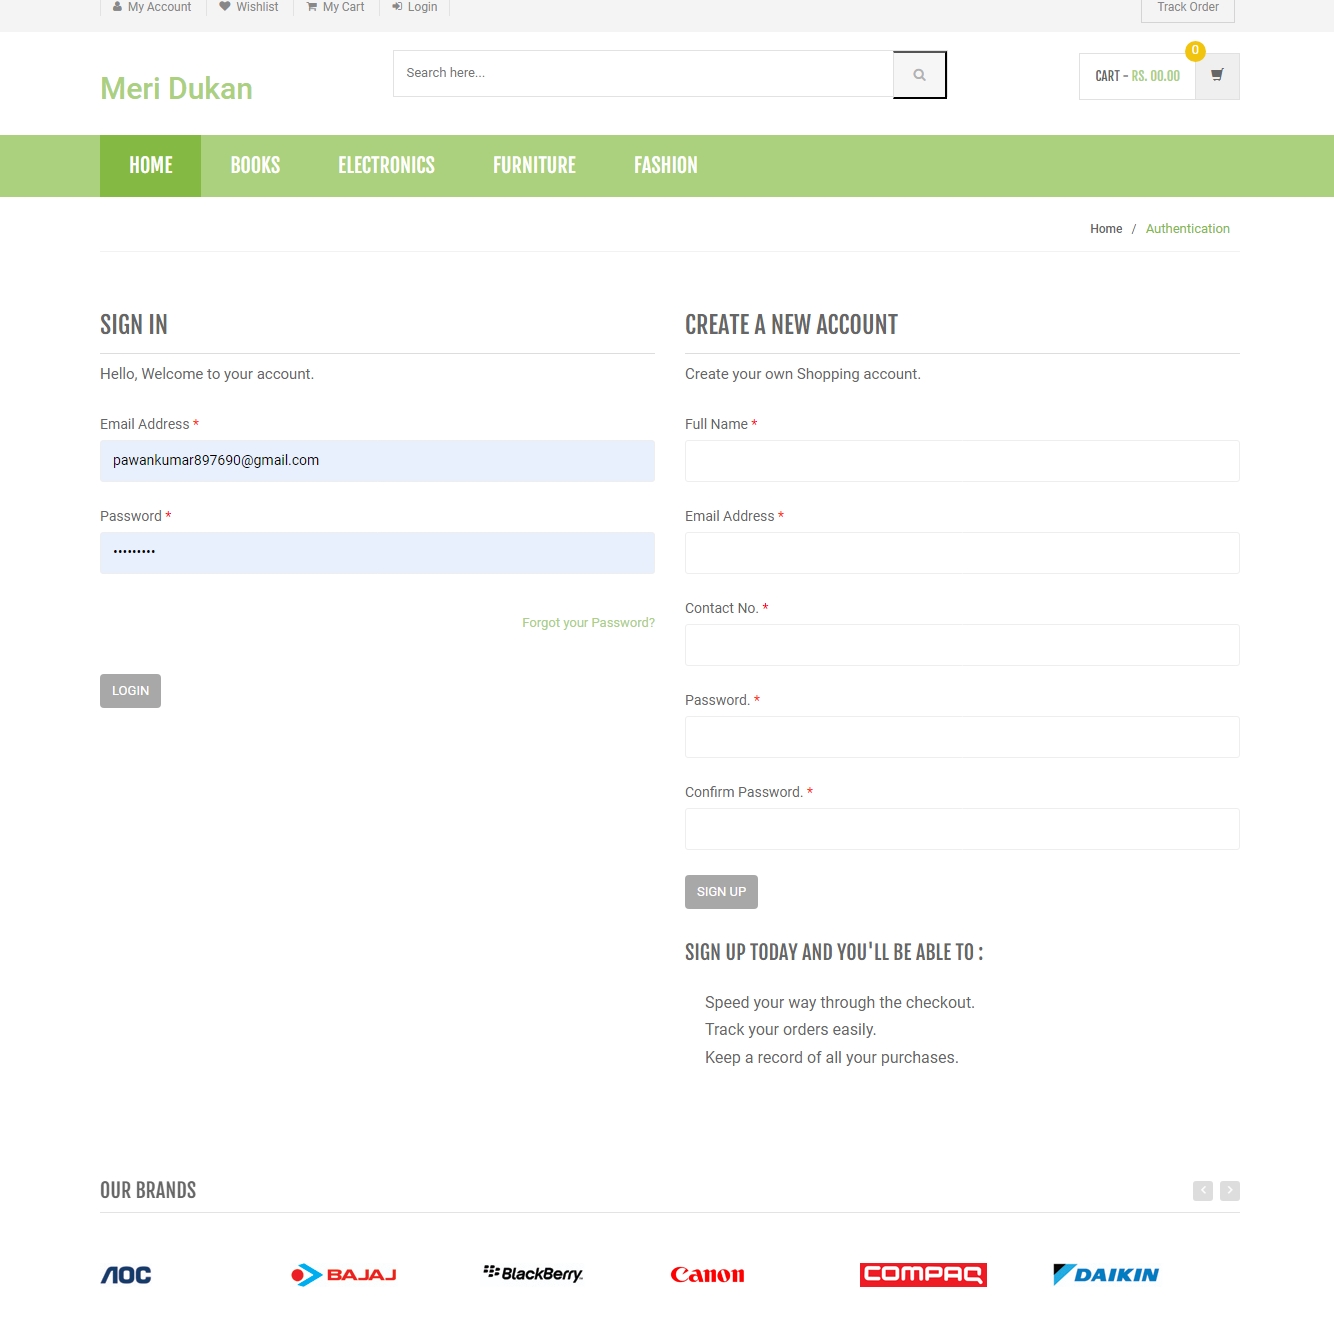 My Account Wishlist My Cart Login Track Order
Meri Dukan
Search here...
CART - RS. 00.00
0
HOME BOOKS ELECTRONICS FURNITURE FASHION
Home / Authentication
SIGN IN
Hello, Welcome to your account.
Email Address *
pawankumar897690@gmail.com
Password *
•••••••••
Forgot your Password?
LOGIN
CREATE A NEW ACCOUNT
Create your own Shopping account.
Full Name *
Email Address *
Contact No. *
Password. *
Confirm Password. *
SIGN UP
SIGN UP TODAY AND YOU'LL BE ABLE TO :
Speed your way through the checkout.
Track your orders easily.
Keep a record of all your purchases.
OUR BRANDS
AOC BAJAJ BlackBerry. Canon COMPAQ DAIKIN